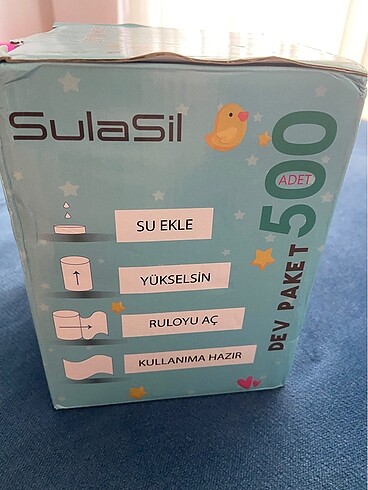 SulaSil
500
ADET
DEV PAKET
SU EKLE
YÜKSELSİN
RULOYU AÇ
KULLANIMA HAZIR